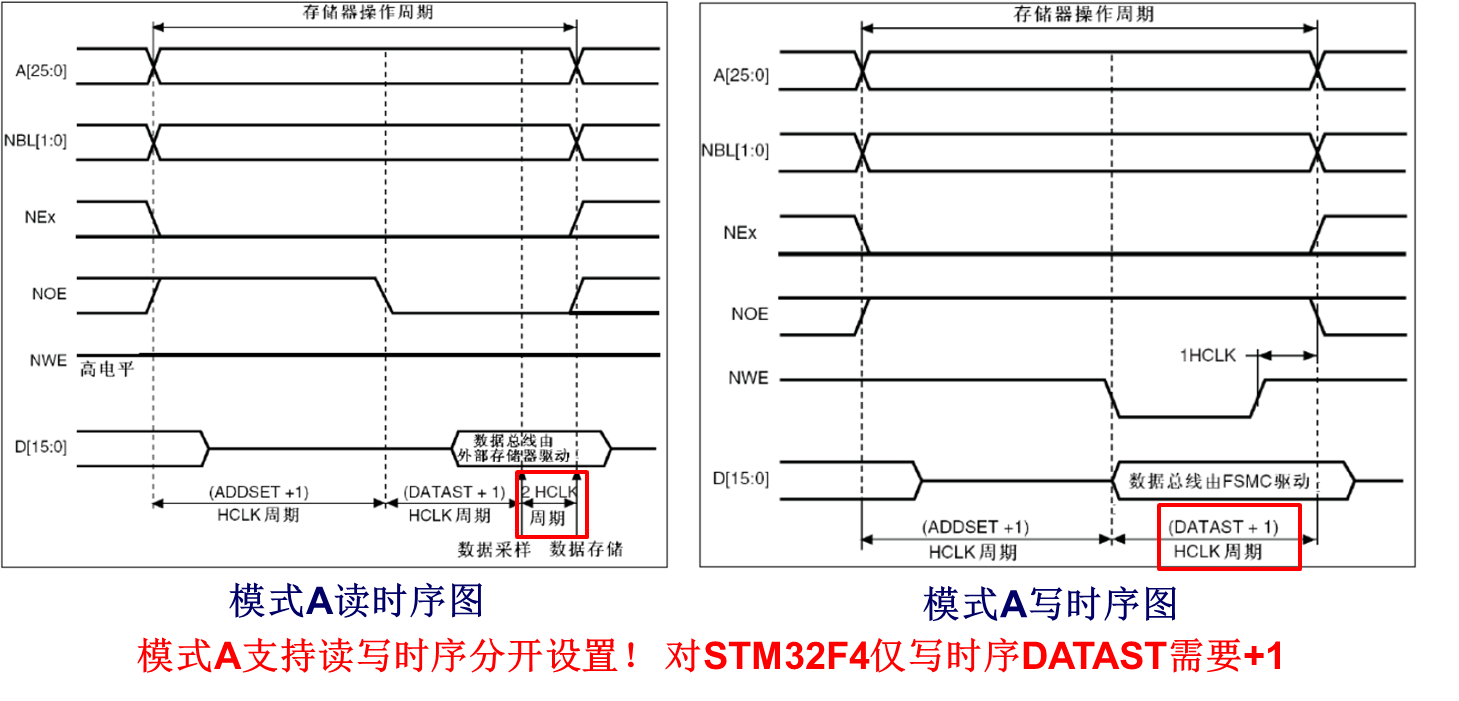 存储器操作周期
A[25:0]
NBL[1:0]
NEx
NOE
NWE
高电平
D[15:0]
数据总线由
外部存储器驱动
(ADDSET +1)
HCLK 周期
(DATAST + 1)
HCLK 周期
2 HCLK
周期
数据采样
数据存储
模式A读时序图
存储器操作周期
A[25:0]
NBL[1:0]
NEx
NOE
1HCLK
NWE
D[15:0]
数据总线由FSMC驱动
(ADDSET +1)
HCLK 周期
(DATAST + 1)
HCLK 周期
模式A写时序图
模式A支持读写时序分开设置！ 对STM32F4仅写时序DATAST需要+1